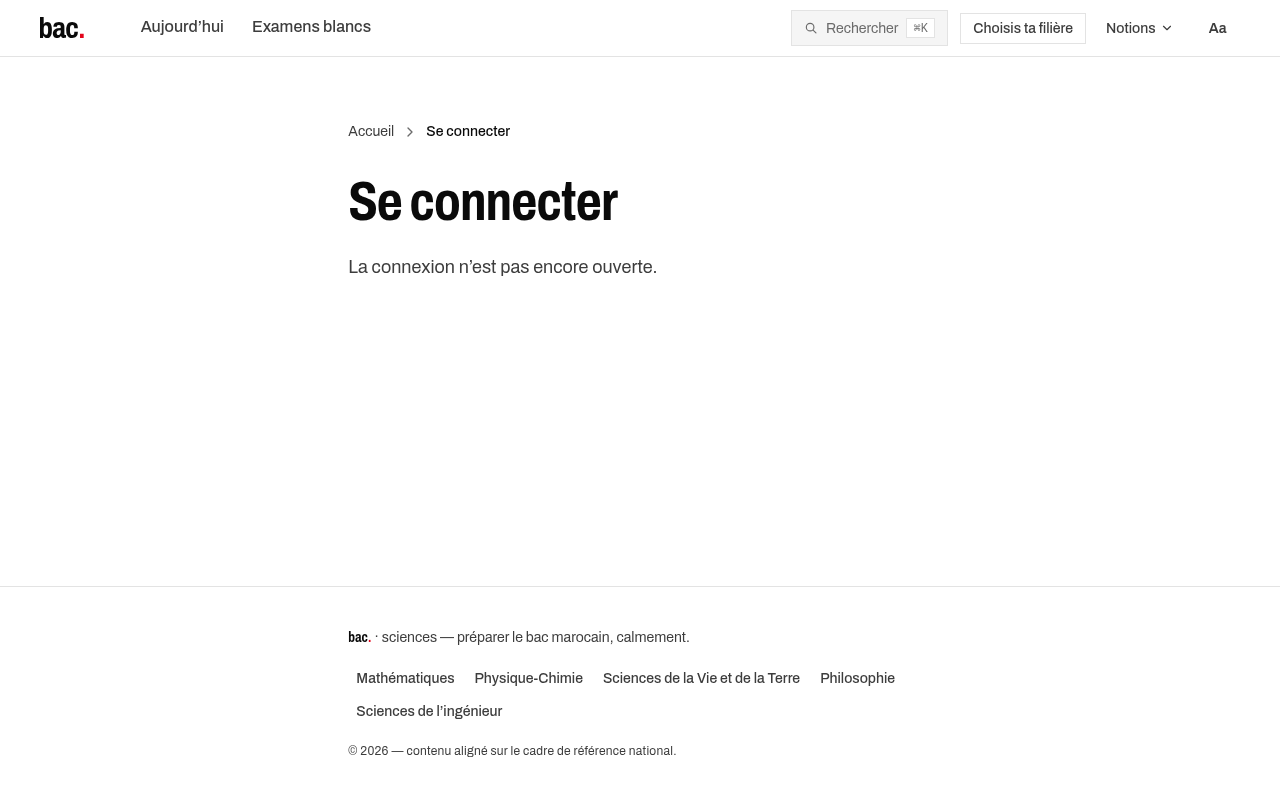 bac.
Aujourd’hui Examens blancs
Rechercher ⌘K Choisis ta filière Notions Aa
Accueil Se connecter
Se connecter
La connexion n’est pas encore ouverte.
bac. · sciences — préparer le bac marocain, calmement.
Mathématiques Physique-Chimie Sciences de la Vie et de la Terre Philosophie
Sciences de l’ingénieur
© 2026 — contenu aligné sur le cadre de référence national.